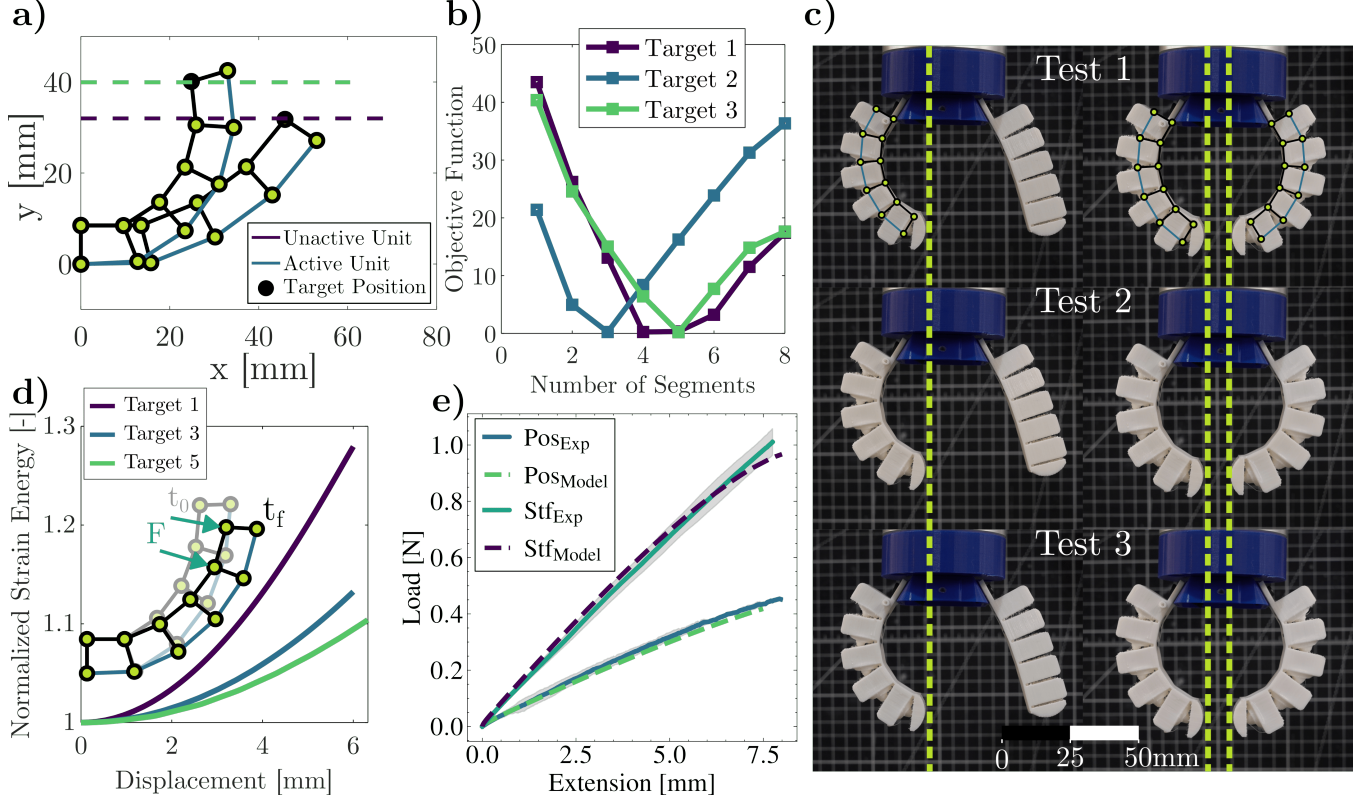 a)
y [mm]
40
20
0
0
20
40
60
80
x [mm]
Unactive Unit
Active Unit
Target Position
b)
Objective Function
50
40
30
20
10
0
0
2
4
6
8
Number of Segments
Target 1
Target 2
Target 3
c)
Test 1
Test 2
Test 3
0
25
50mm
d)
Normalized Strain Energy [-]
1.3
1.2
1.1
1
0
2
4
6
Displacement [mm]
Target 1
Target 3
Target 5
t0
tf
F
e)
Load [N]
1.0
0.8
0.6
0.4
0.2
0.0
0.0
2.5
5.0
7.5
Extension [mm]
PosExp
PosModel
StfExp
StfModel